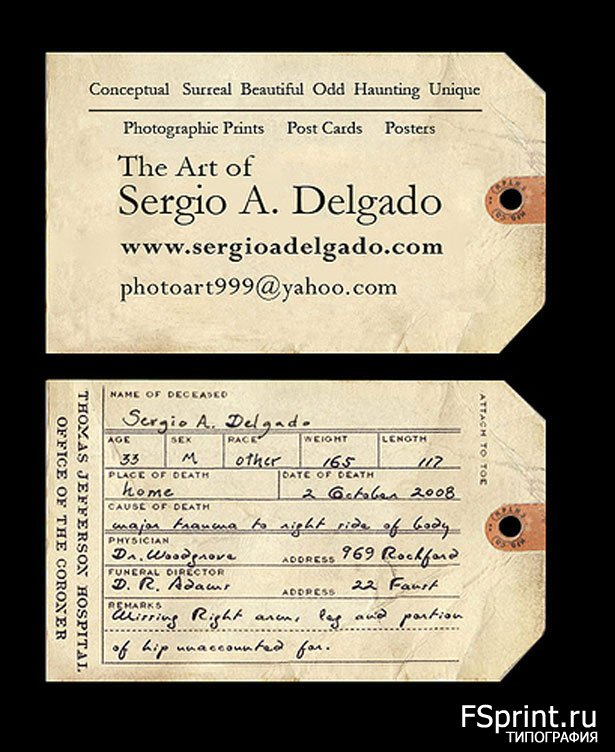 Conceptual Surreal Beautiful Odd Haunting Unique
Photographic Prints Post Cards Posters
The Art of
Sergio A. Delgado
www.sergioadelgado.com
photoart999@yahoo.com
THOMAS JEFFERSON HOSPITAL
OFFICE OF THE CORONER
NAME OF DECEASED
Sergio A. Delgado
AGE SEX RACE WEIGHT LENGTH
33 M other 165 117
PLACE OF DEATH DATE OF DEATH
home 2 October 2008
CAUSE OF DEATH
major trauma to right side of body
PHYSICIAN
Dr. Woodgrove ADDRESS 969 Rochford
FUNERAL DIRECTOR
D. R. Adams ADDRESS 22 Faust
REMARKS
Missing Right arm, leg and portion
of hip unaccounted for.
ATTACH TO TOE
FSprint.ru
ТИПОГРАФИЯ